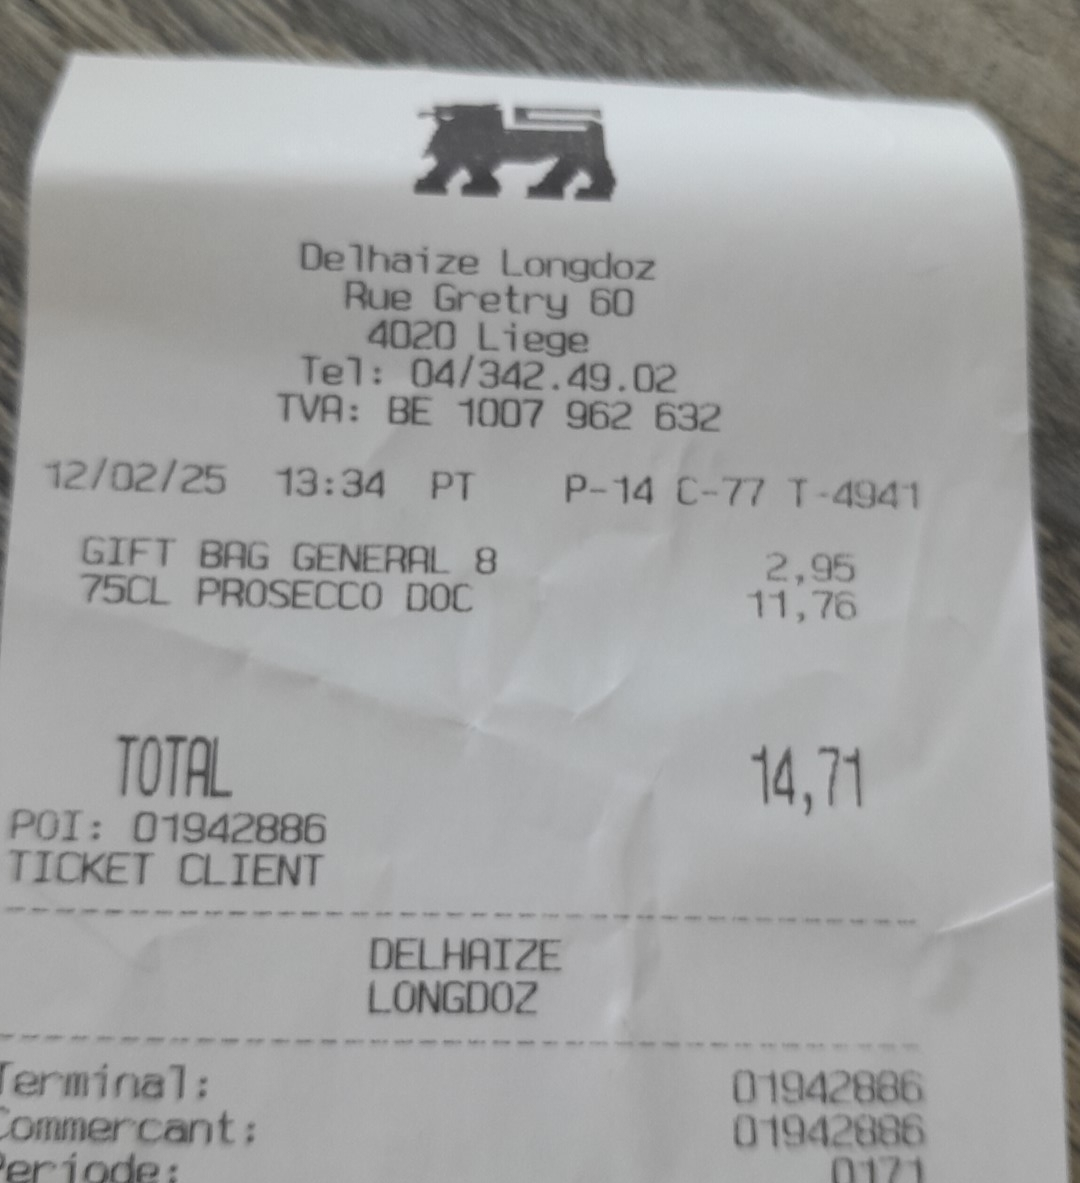 Delhaize Longdoz
Rue Gretry 60
4020 Liege
Tel: 04/342.49.02
TVA: BE 1007 962 632
12/02/25 13:34 PT P-14 C-77 T-4941
GIFT BAG GENERAL 8 2,95
75CL PROSECCO DOC 11,76
TOTAL 14,71
POI: 01942886
TICKET CLIENT
DELHAIZE
LONGDOZ
Terminal: 01942886
Commercant: 01942886
Periode: 0171